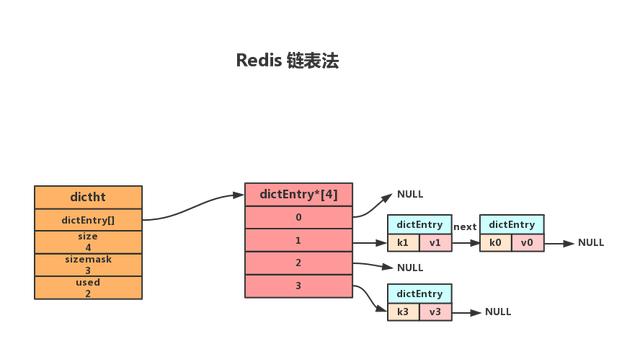 Redis 链表法
dictht
dictEntry[]
size
4
sizemask
3
used
2
dictEntry*[4]
0
1
2
3
NULL
dictEntry
k1
v1
next
dictEntry
k0
v0
NULL
NULL
dictEntry
k3
v3
NULL